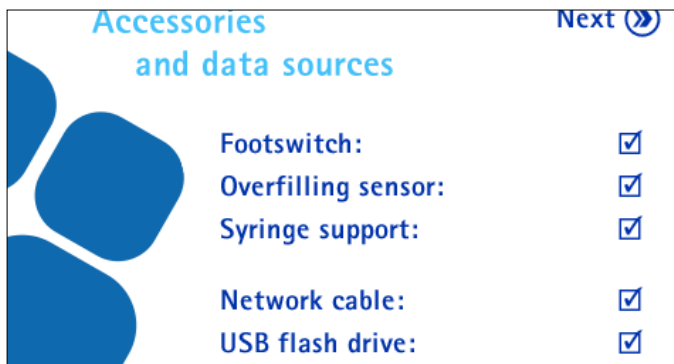 Accessories
Next
and data sources
Footswitch:
Overfilling sensor:
Syringe support:
Network cable:
USB flash drive: